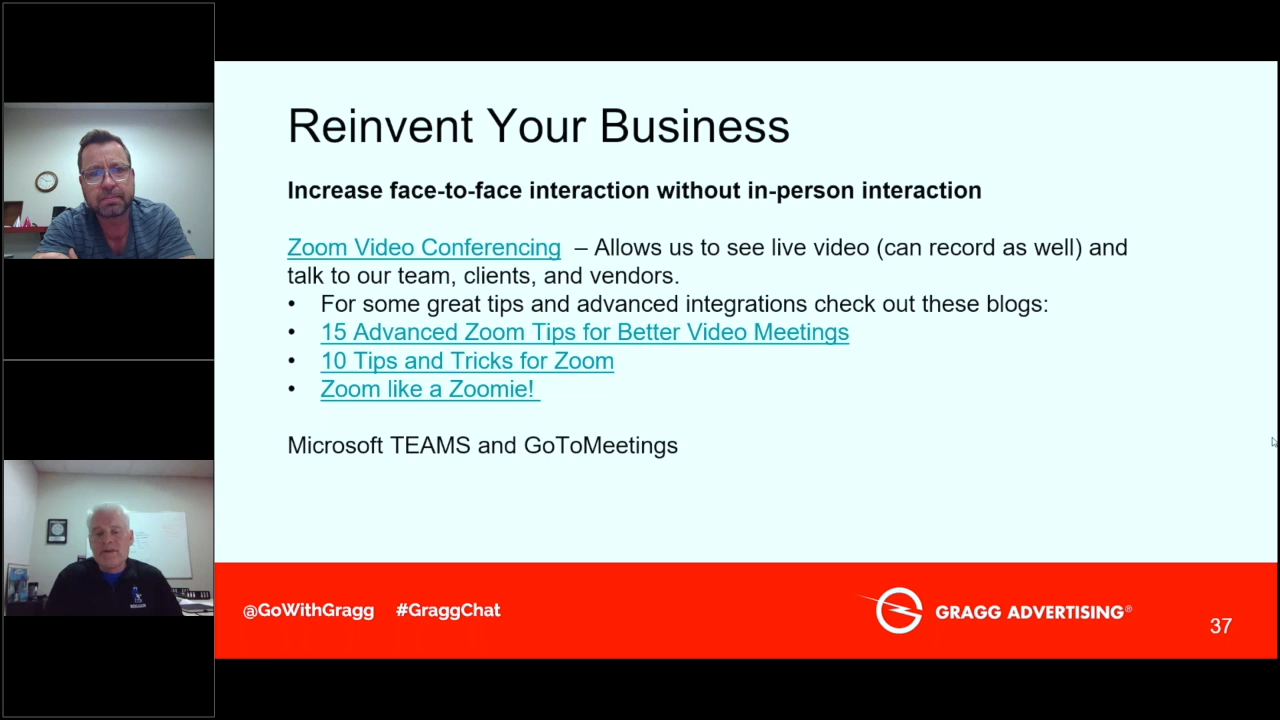 Reinvent Your Business
Increase face-to-face interaction without in-person interaction
Zoom Video Conferencing – Allows us to see live video (can record as well) and
talk to our team, clients, and vendors.
• For some great tips and advanced integrations check out these blogs:
• 15 Advanced Zoom Tips for Better Video Meetings
• 10 Tips and Tricks for Zoom
• Zoom like a Zoomie!
Microsoft TEAMS and GoToMeetings
@GoWithGragg #GraggChat
GRAGG ADVERTISING®
37